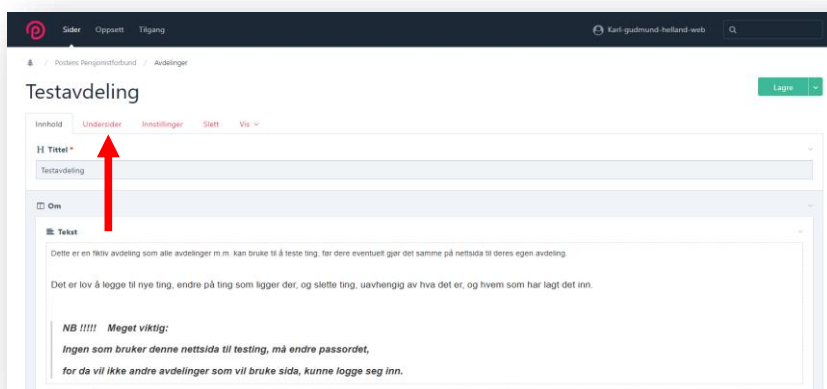 Sider Oppsett Tilgang Karl-gudmund-helland-web
/ Postens Pensjonistforbund / Avdelinger
Testavdeling
Lagre
Innhold Undersider Innstillinger Slett Vis
Tittel *
Testavdeling
Om
Tekst
Dette er en fiktiv avdeling som alle avdelinger m.m. kan bruke til å teste ting, før dere eventuelt gjør det samme på nettsida til deres egen avdeling.
Det er lov å legge til nye ting, endre på ting som ligger der, og slette ting, uavhengig av hva det er, og hvem som har lagt det inn.
NB !!!!! Meget viktig:
Ingen som bruker denne nettsida til testing, må endre passordet,
for da vil ikke andre avdelinger som vil bruke sida, kunne logge seg inn.